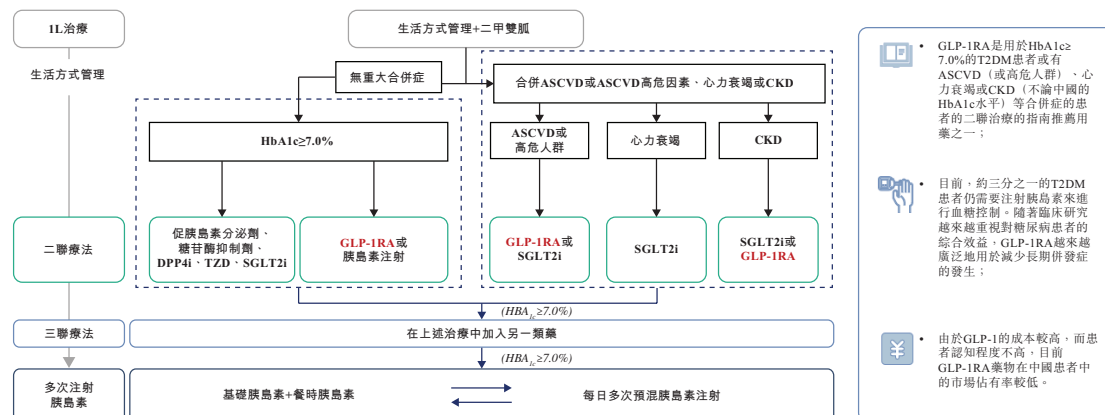 1L治療
生活方式管理+二甲雙胍
生活方式管理
無重大合併症
合併ASCVD或ASCVD高危因素、心力衰竭或CKD
HbA1c≥7.0%
ASCVD或
高危人群
心力衰竭
CKD
二聯療法
促胰島素分泌劑、
糖苷酶抑制劑、
DPP4i、TZD、SGLT2i
GLP-1RA或
胰島素注射
GLP-1RA或
SGLT2i
SGLT2i
SGLT2i或
GLP-1RA
(HBA1c≥7.0%)
三聯療法
在上述治療中加入另一類藥
(HBA1c≥7.0%)
多次注射
胰島素
基礎胰島素+餐時胰島素
每日多次預混胰島素注射
• GLP-1RA是用於HbA1c≥
7.0%的T2DM患者或有
ASCVD（或高危人群）、心
力衰竭或CKD（不論中國的
HbA1c水平）等合併症的患
者的二聯治療的指南推薦用
藥之一；
• 目前，約三分之一的T2DM
患者仍需要注射胰島素來進
行血糖控制。隨著臨床研究
越來越重視對糖尿病患者的
綜合效益，GLP-1RA越來越
廣泛地用於減少長期併發症
的發生；
¥
• 由於GLP-1的成本較高，而患
者認知程度不高，目前
GLP-1RA藥物在中國患者中
的市場佔有率較低。